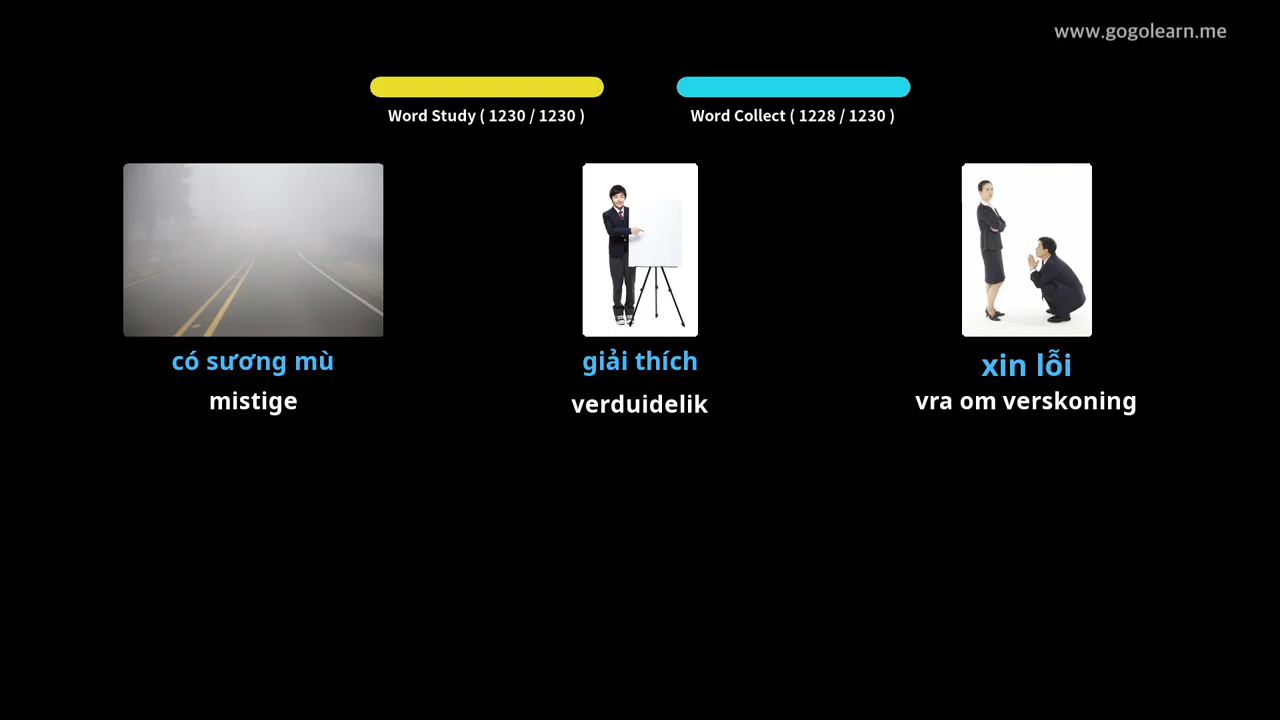 www.gogolearn.me
Word Study ( 1230 / 1230 )
Word Collect ( 1228 / 1230 )
có sương mù
giải thích
xin lỗi
mistige
verduidelik
vra om verskoning